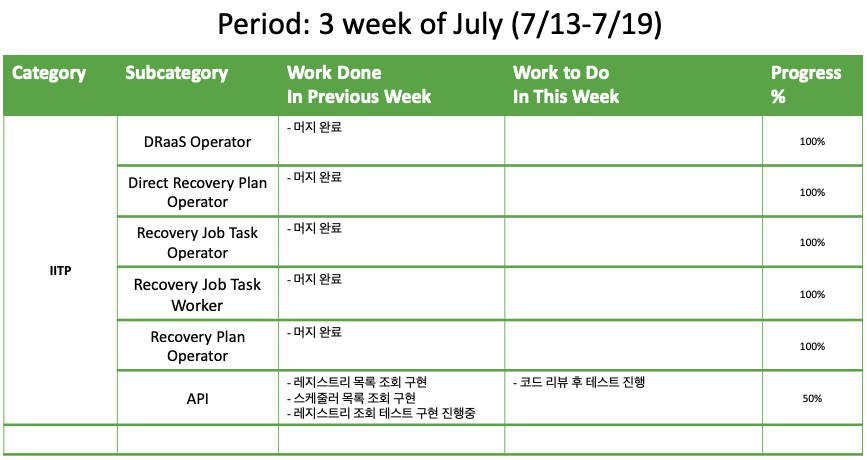 Period: 3 week of July (7/13-7/19)
Category
Subcategory
Work Done
In Previous Week
Work to Do
In This Week
Progress
%
IITP
DRaaS Operator
- 머지 완료
100%
Direct Recovery Plan
Operator
- 머지 완료
100%
Recovery Job Task
Operator
- 머지 완료
100%
Recovery Job Task
Worker
- 머지 완료
100%
Recovery Plan
Operator
- 머지 완료
100%
API
- 레지스트리 목록 조회 구현
- 스케줄러 목록 조회 구현
- 레지스트리 조회 테스트 구현 진행중
- 코드 리뷰 후 테스트 진행
50%